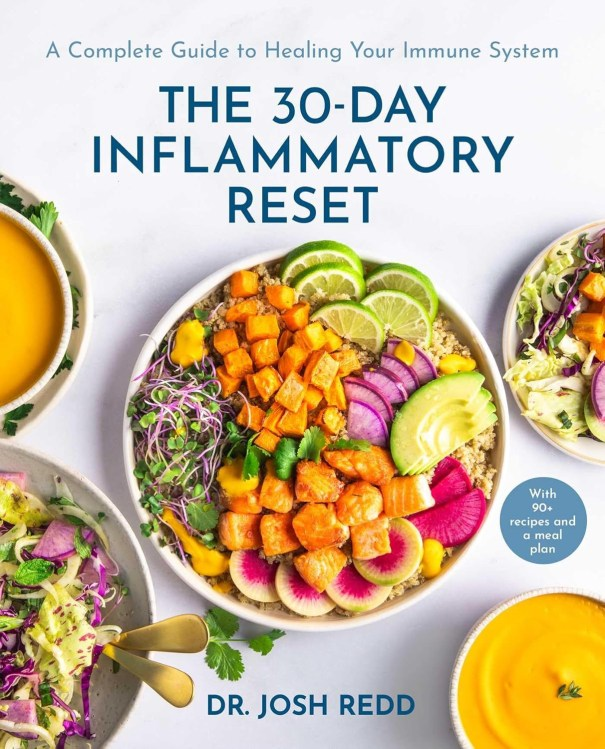 A Complete Guide to Healing Your Immune System
THE 30-DAY
INFLAMMATORY
RESET
With
90+
recipes and
a meal
plan
DR. JOSH REDD